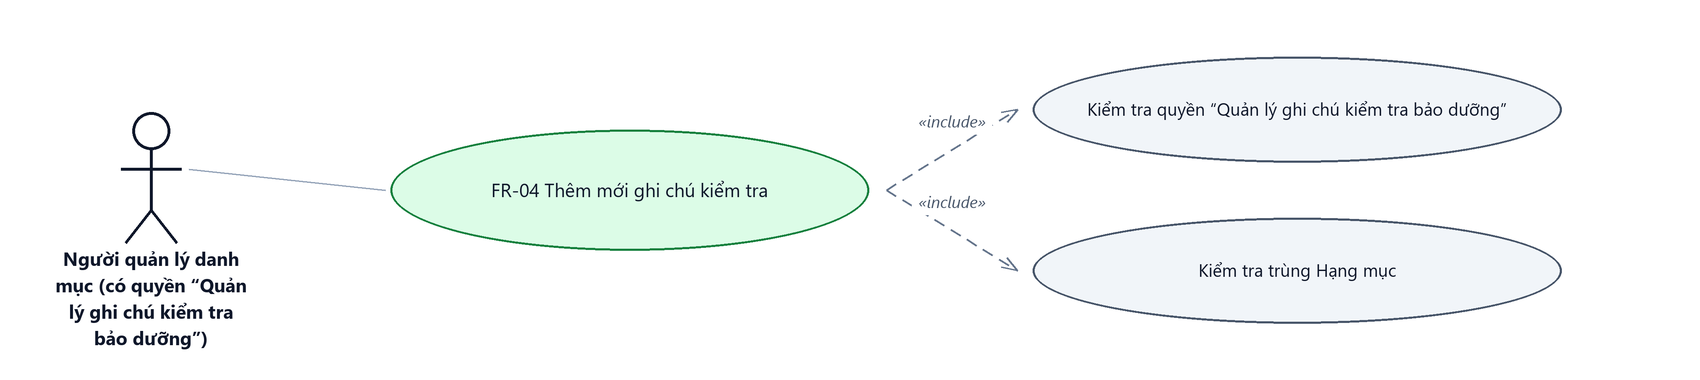 Người quản lý danh
mục (có quyền “Quản
lý ghi chú kiểm tra
bảo dưỡng”)
FR-04 Thêm mới ghi chú kiểm tra
«include»
«include»
Kiểm tra quyền “Quản lý ghi chú kiểm tra bảo dưỡng”
Kiểm tra trùng Hạng mục